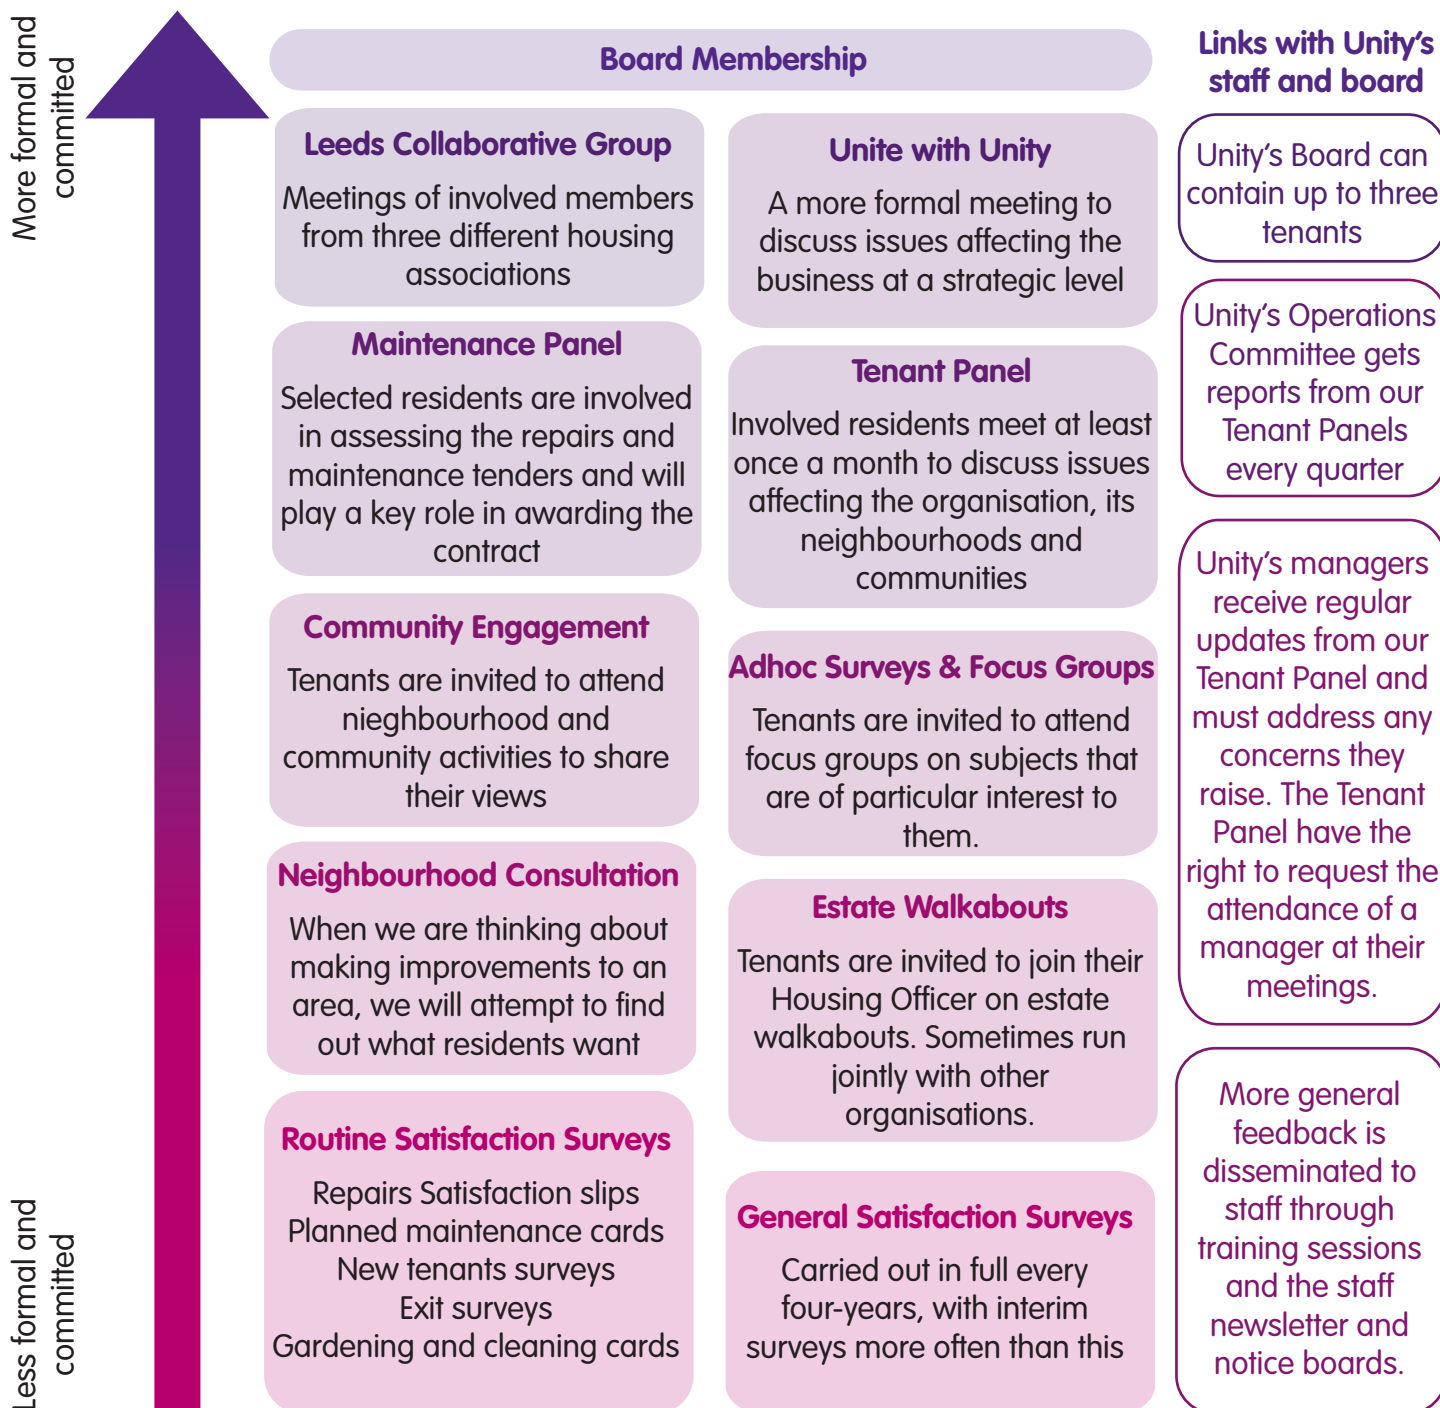 More formal and
committed
Board Membership
Links with Unity's
staff and board
Leeds Collaborative Group
Meetings of involved members
from three different housing
associations
Unite with Unity
A more formal meeting to
discuss issues affecting the
business at a strategic level
Unity's Board can
contain up to three
tenants
Maintenance Panel
Selected residents are involved
in assessing the repairs and
maintenance tenders and will
play a key role in awarding the
contract
Tenant Panel
Involved residents meet at least
once a month to discuss issues
affecting the organisation, its
neighbourhoods and
communities
Unity's Operations
Committee gets
reports from our
Tenant Panels
every quarter
Community Engagement
Tenants are invited to attend
nieghbourhood and
community activities to share
their views
Adhoc Surveys & Focus Groups
Tenants are invited to attend
focus groups on subjects that
are of particular interest to
them.
Unity's managers
receive regular
updates from our
Tenant Panel and
must address any
concerns they
raise. The Tenant
Panel have the
right to request the
attendance of a
manager at their
meetings.
Neighbourhood Consultation
When we are thinking about
making improvements to an
area, we will attempt to find
out what residents want
Estate Walkabouts
Tenants are invited to join their
Housing Officer on estate
walkabouts. Sometimes run
jointly with other
organisations.
Routine Satisfaction Surveys
Repairs Satisfaction slips
Planned maintenance cards
New tenants surveys
Exit surveys
Gardening and cleaning cards
General Satisfaction Surveys
Carried out in full every
four-years, with interim
surveys more often than this
More general
feedback is
disseminated to
staff through
training sessions
and the staff
newsletter and
notice boards.
Less formal and
committed